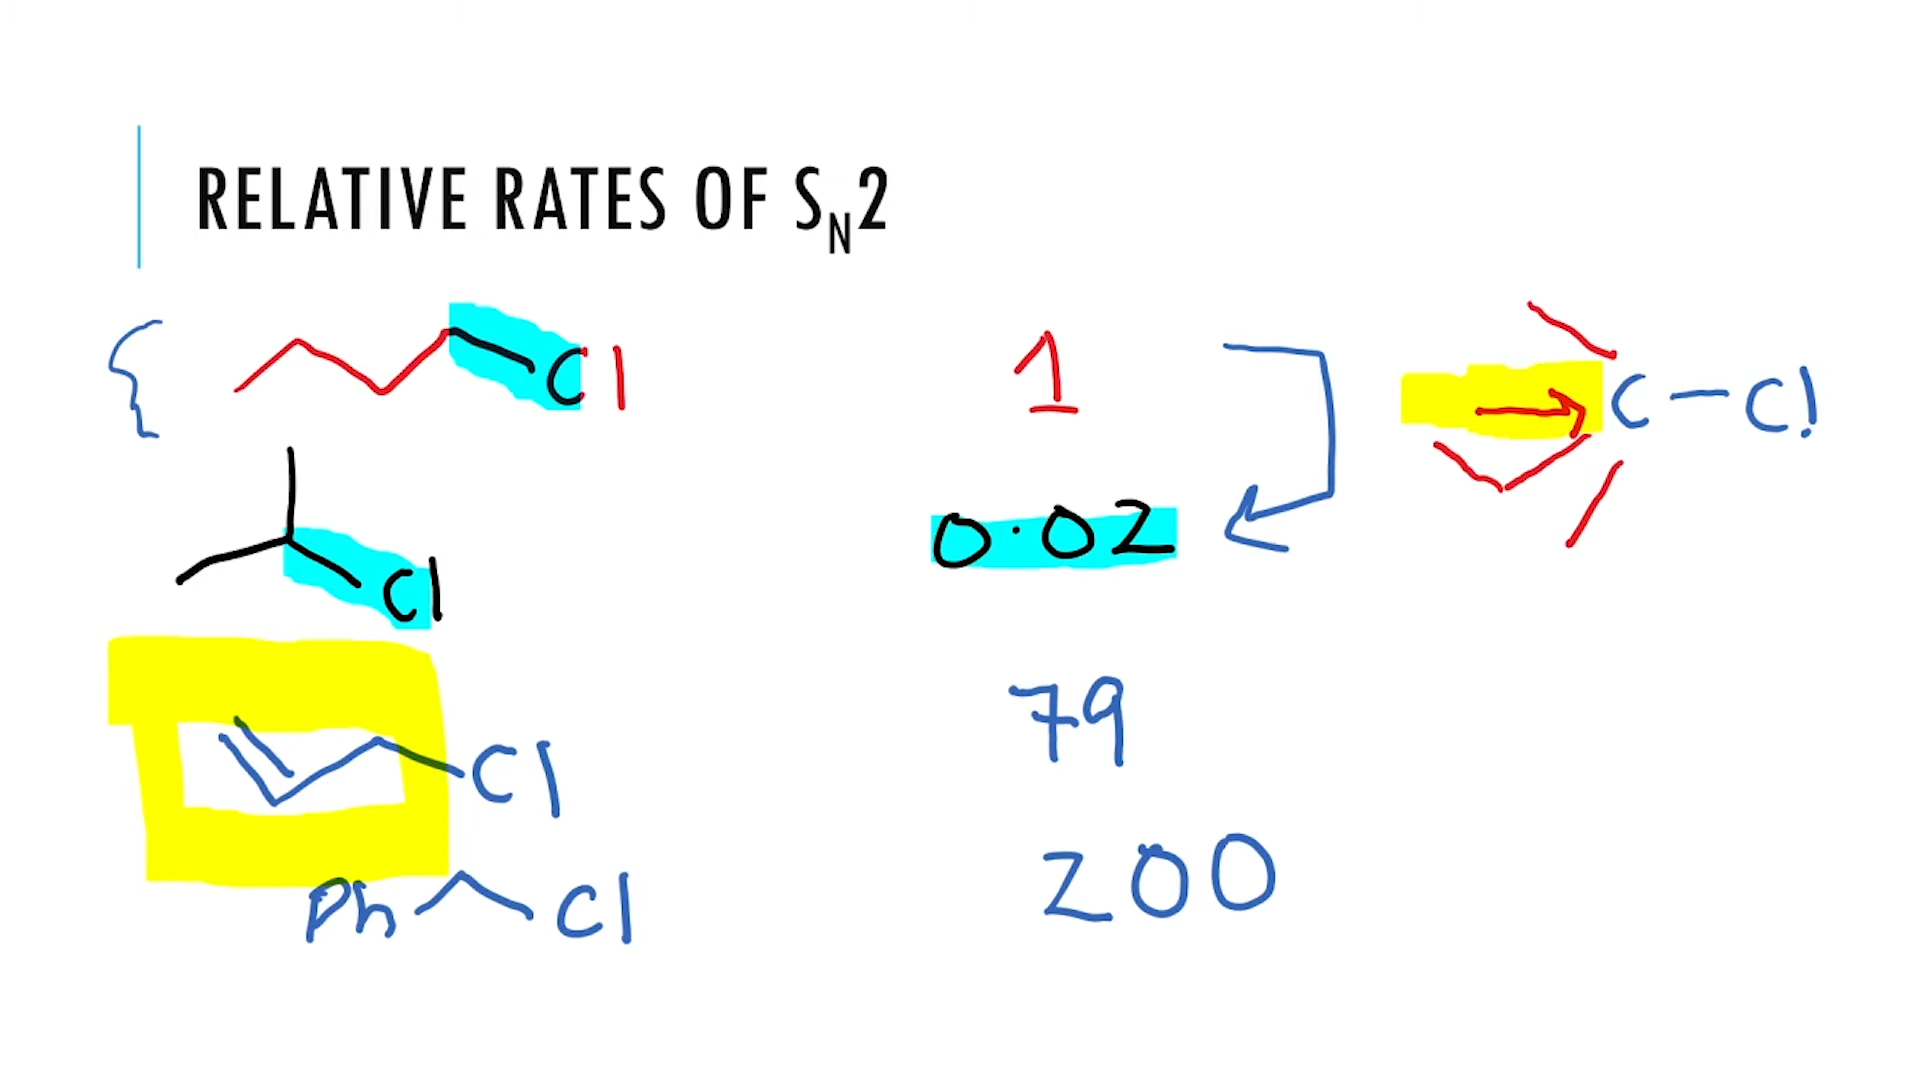 RELATIVE RATES OF SN2
Cl 1 C-Cl
Cl 0.02
Cl 79
Ph Cl 200